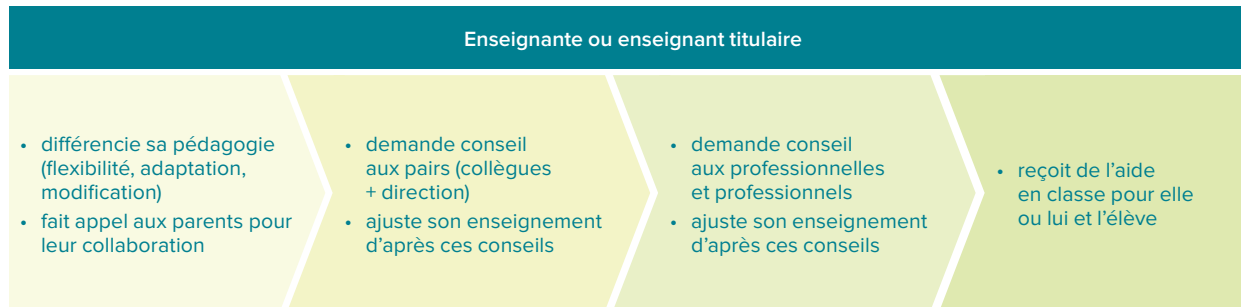 Enseignante ou enseignant titulaire
• différencie sa pédagogie
(flexibilité, adaptation,
modification)
• fait appel aux parents pour
leur collaboration
• demande conseil
aux pairs (collègues
+ direction)
• ajuste son enseignement
d’après ces conseils
• demande conseil
aux professionnelles
et professionnels
• ajuste son enseignement
d’après ces conseils
• reçoit de l’aide
en classe pour elle
ou lui et l’élève